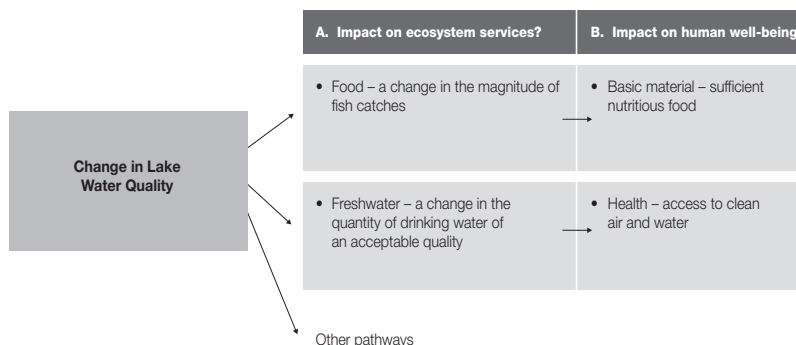 A. Impact on ecosystem services?
B. Impact on human well-being
• Food – a change in the magnitude of
fish catches
• Basic material – sufficient
nutritious food
Change in Lake
Water Quality
• Freshwater – a change in the
quantity of drinking water of
an acceptable quality
• Health – access to clean
air and water
Other pathways